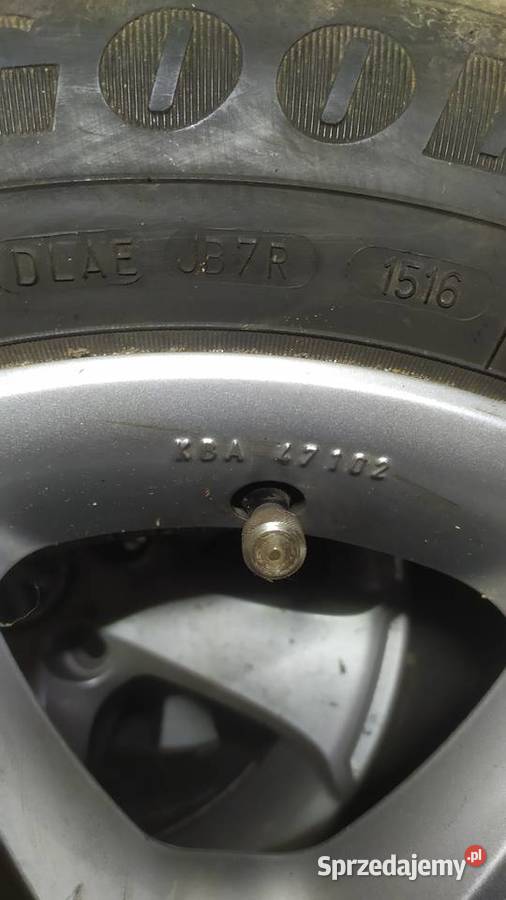 DLAE JB7R 1516
KBA 47102
Sprzedajemy.pl